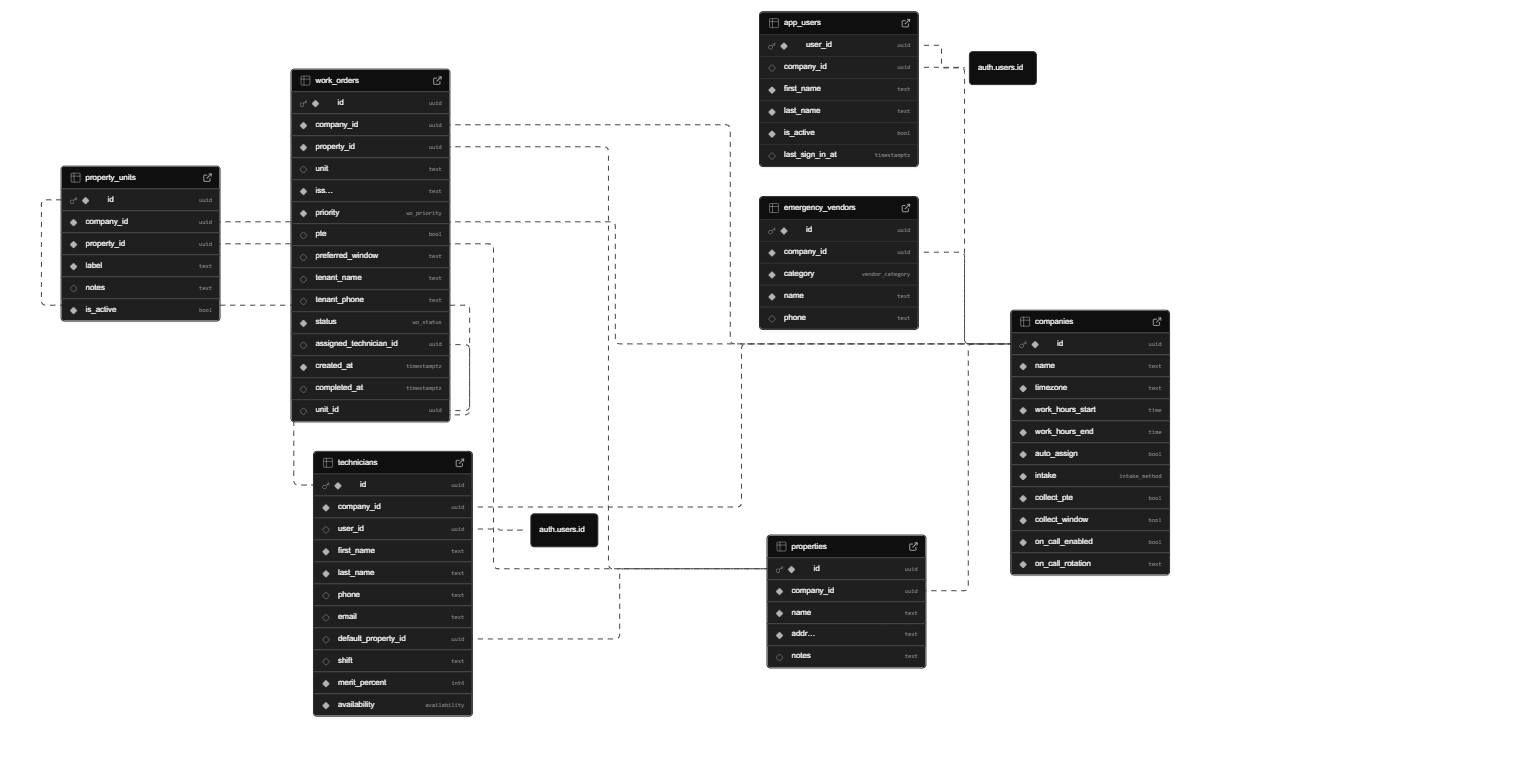 app_users
user_id uuid
company_id uuid
first_name text
last_name text
is_active bool
last_sign_in_at timestamptz
auth.users.id
work_orders
id uuid
company_id uuid
property_id uuid
unit text
iss... text
priority wo_priority
pte bool
preferred_window text
tenant_name text
tenant_phone text
status wo_status
assigned_technician_id uuid
created_at timestamptz
completed_at timestamptz
unit_id uuid
property_units
id uuid
company_id uuid
property_id uuid
label text
notes text
is_active bool
emergency_vendors
id uuid
company_id uuid
category vendor_category
name text
phone text
companies
id uuid
name text
timezone text
work_hours_start time
work_hours_end time
auto_assign bool
intake intake_method
collect_pte bool
collect_window bool
on_call_enabled bool
on_call_rotation text
technicians
id uuid
company_id uuid
user_id uuid
first_name text
last_name text
phone text
email text
default_property_id uuid
shift text
merit_percent int4
availability availability
auth.users.id
properties
id uuid
company_id uuid
name text
addr... text
notes text